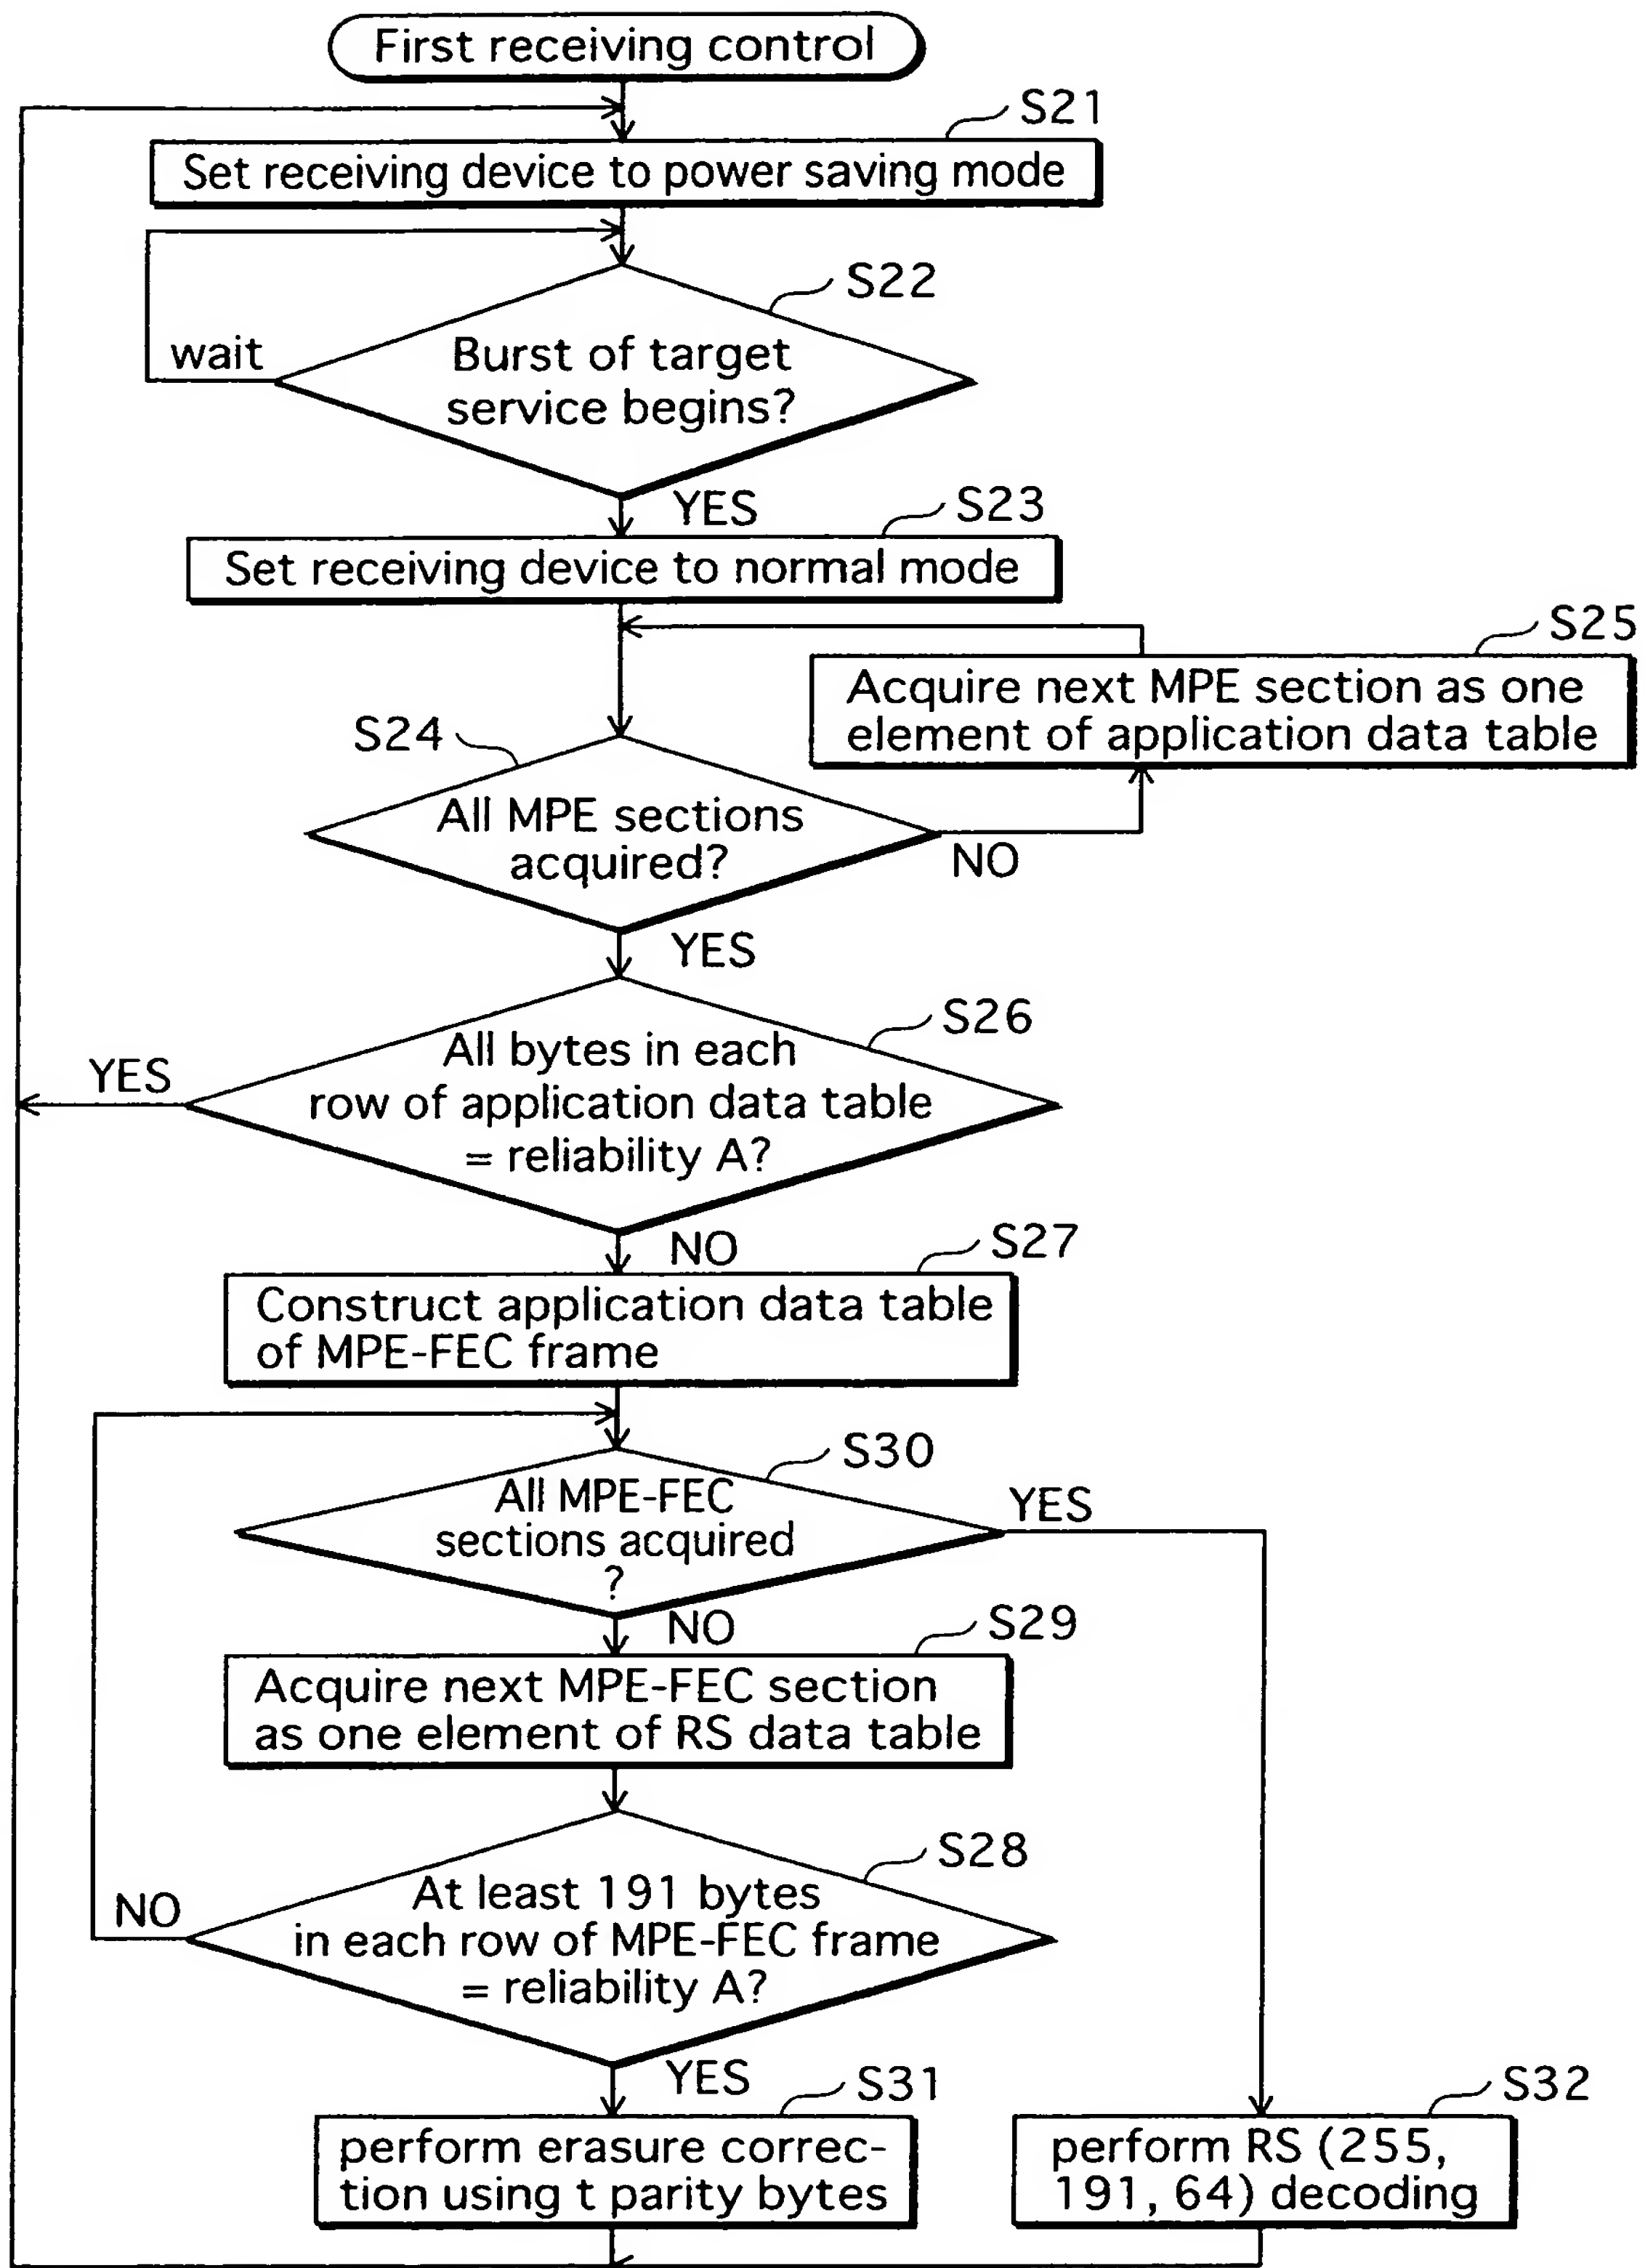 First receiving control
S21
Set receiving device to power saving mode
S22
wait
Burst of target
service begins?
YES
S23
Set receiving device to normal mode
S25
Acquire next MPE section as one
element of application data table
S24
All MPE sections
acquired?
NO
YES
S26
All bytes in each
row of application data table
= reliability A?
YES
NO
S27
Construct application data table
of MPE-FEC frame
S30
All MPE-FEC
sections acquired
?
YES
NO
S29
Acquire next MPE-FEC section
as one element of RS data table
S28
At least 191 bytes
in each row of MPE-FEC frame
= reliability A?
NO
YES
S31
perform erasure correc-
tion using t parity bytes
S32
perform RS (255,
191, 64) decoding